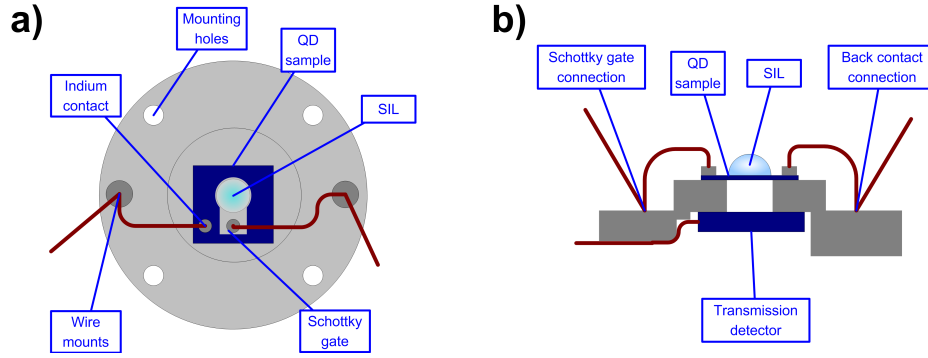 a)
Mounting
holes
QD
sample
Indium
contact
SIL
Wire
mounts
Schottky
gate
b)
Schottky gate
connection
QD
sample
SIL
Back contact
connection
Transmission
detector